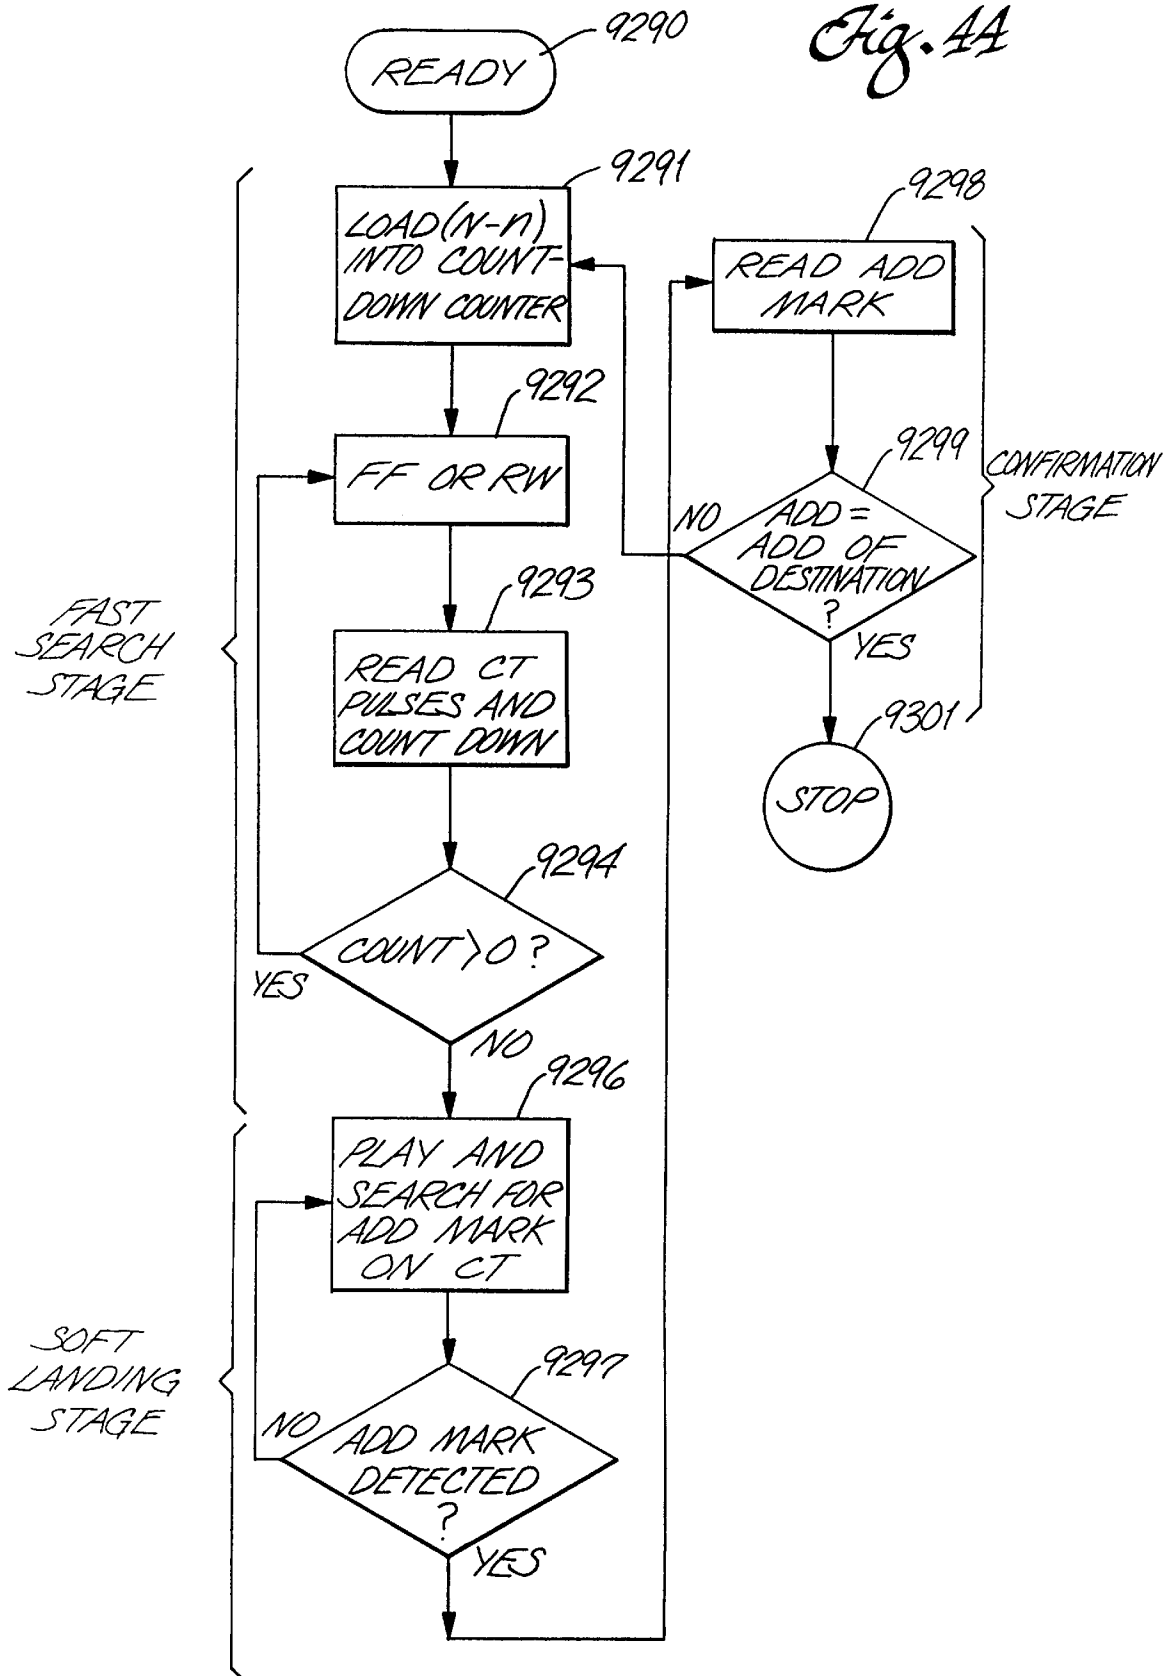 Fig. 44
READY
9290
9291
LOAD (N-n)
INTO COUNT-
DOWN COUNTER
9292
FF OR RW
9293
READ CT
PULSES AND
COUNT DOWN
9294
COUNT > 0 ?
YES
NO
FAST
SEARCH
STAGE
9296
PLAY AND
SEARCH FOR
ADD MARK
ON CT
9297
ADD MARK
DETECTED
?
NO
YES
SOFT
LANDING
STAGE
9298
READ ADD
MARK
9299
ADD =
ADD OF
DESTINATION
?
NO
YES
CONFIRMATION
STAGE
9301
STOP